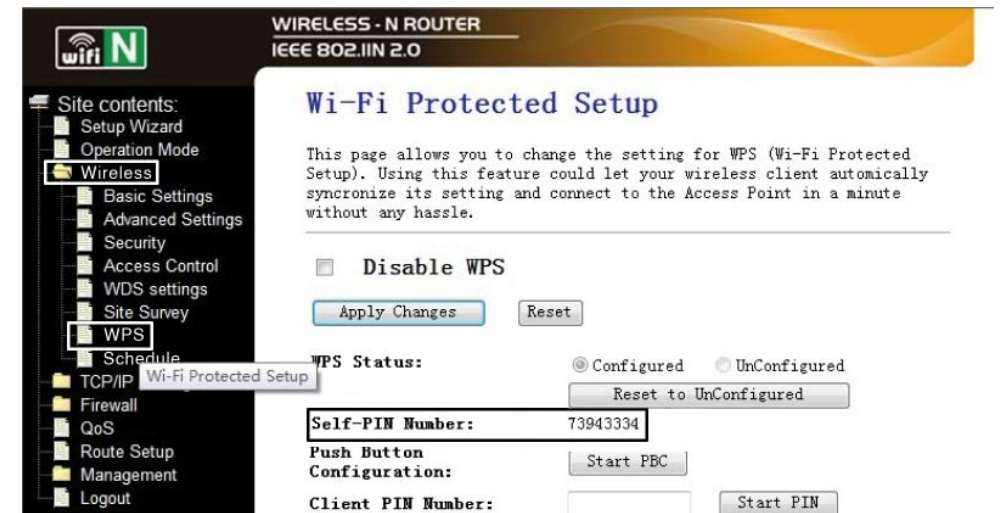 WIRELESS - N ROUTER
IEEE 802.11N 2.0
wifi N
Site contents:
Setup Wizard
Operation Mode
Wireless
Basic Settings
Advanced Settings
Security
Access Control
WDS settings
Site Survey
WPS
Schedule
TCP/IP
Wi-Fi Protected Setup
Firewall
QoS
Route Setup
Management
Logout
Wi-Fi Protected Setup
This page allows you to change the setting for WPS (Wi-Fi Protected
Setup). Using this feature could let your wireless client automically
syncronize its setting and connect to the Access Point in a minute
without any hassle.
Disable WPS
Apply Changes Reset
WPS Status: Configured UnConfigured
Reset to UnConfigured
Self-PIN Number: 73943334
Push Button
Configuration: Start PBC
Client PIN Number: Start PIN